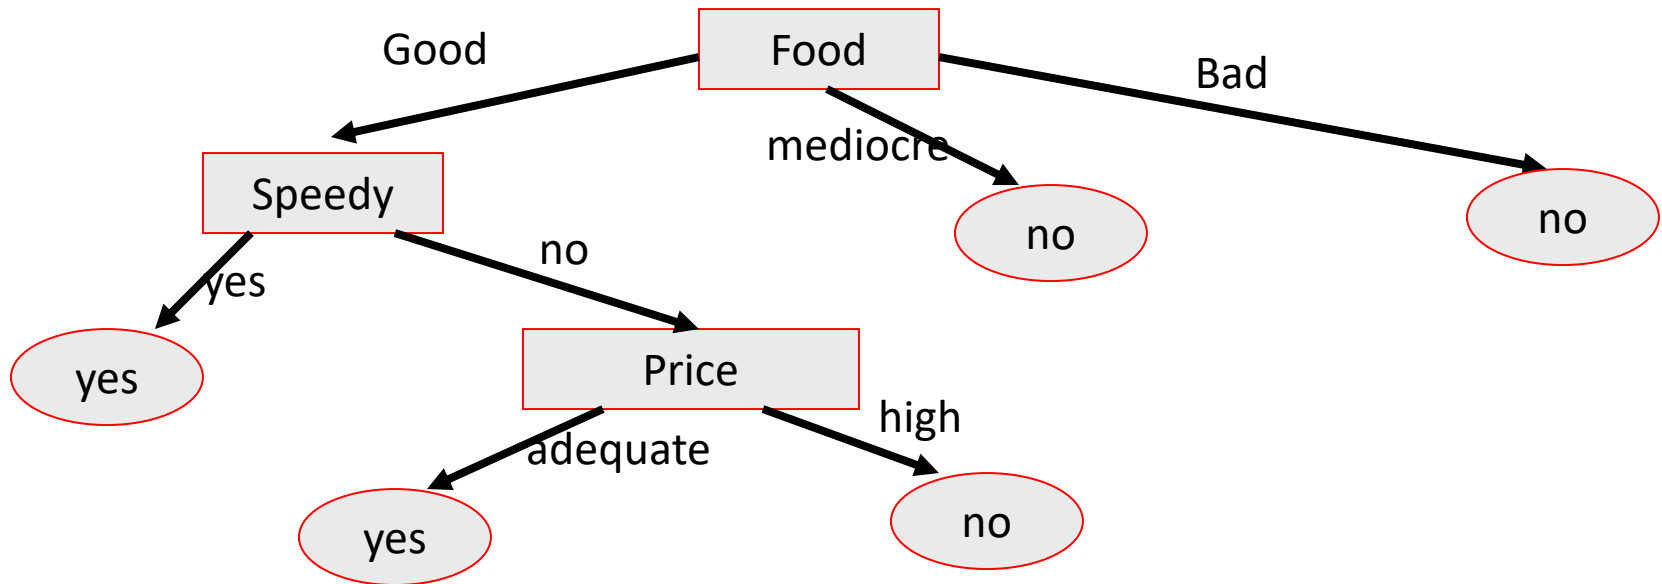 Food
Good
Bad
mediocre
Speedy
no
no
yes
no
yes
Price
high
adequate
yes
no